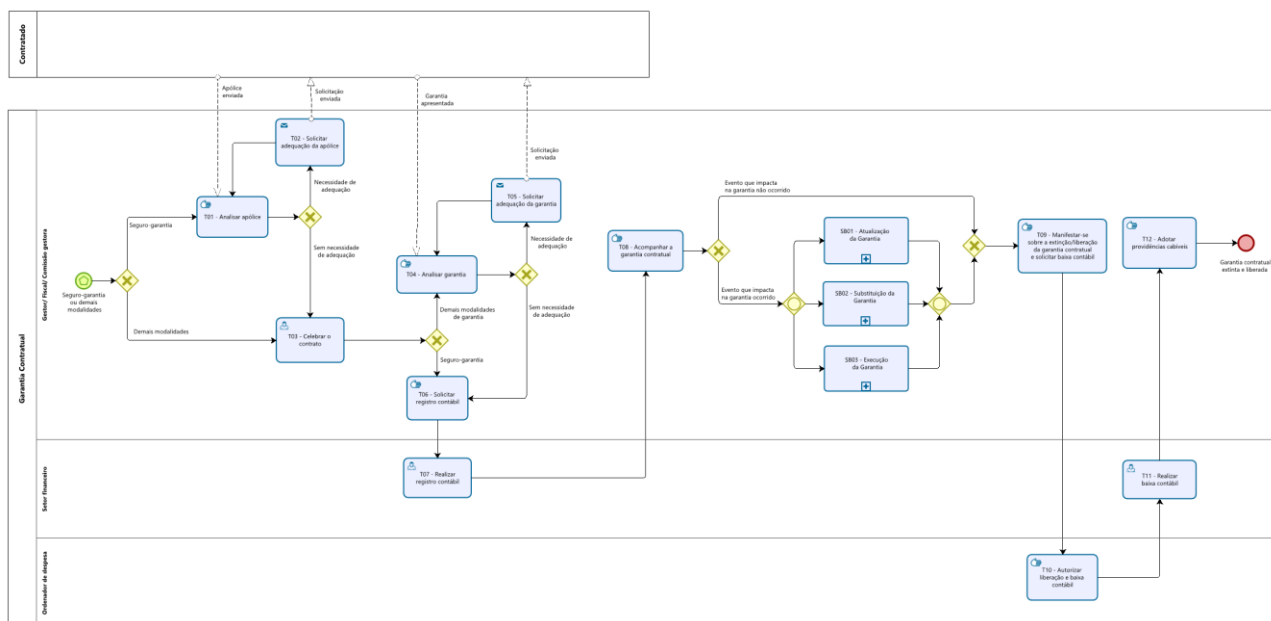 Contratado
Apólice
enviada
Solicitação
enviada
Garantia
apresentada
Solicitação
enviada
Garantia Contratual
Gestor/ Fiscal/ Comissão gestora
Seguro-garantia
ou demais
modalidades
Seguro-garantia
Demais modalidades
T01 - Analisar apólice
T02 - Solicitar
adequação da apólice
Necessidade de
adequação
Sem necessidade
de adequação
T03 - Celebrar o
contrato
T04 - Analisar garantia
Demais modalidades
de garantia
Seguro-garantia
T05 - Solicitar
adequação da garantia
Necessidade de
adequação
Sem necessidade
de adequação
T06 - Solicitar
registro contábil
T08 - Acompanhar a
garantia contratual
Evento que impacta
na garantia não ocorrido
Evento que impacta
na garantia ocorrido
SB01 - Atualização
da Garantia
SB02 - Substituição da
Garantia
SB03 - Execução
da Garantia
T09 - Manifestar-se
sobre a extinção/liberação
da garantia contratual
e solicitar baixa contábil
T12 - Adotar
providências cabíveis
Garantia contratual
extinta e liberada
Setor financeiro
T07 - Realizar
registro contábil
T11 - Realizar
baixa contábil
Ordenador de despesa
T10 - Autorizar
liberação e baixa
contábil